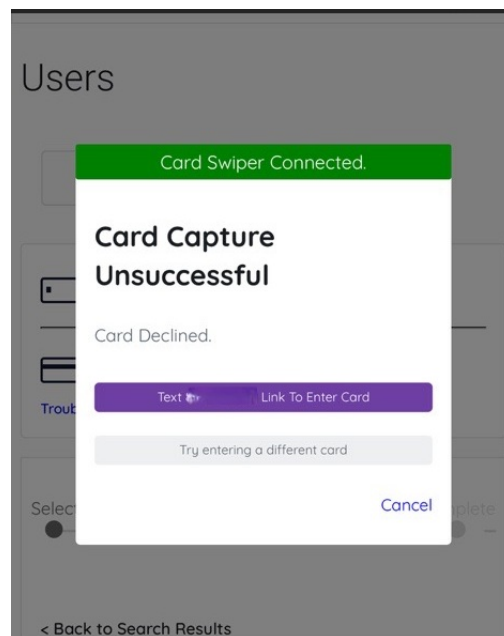 Users
Card Swiper Connected.
Card Capture
Unsuccessful
Card Declined.
Text Link To Enter Card
Troub
Try entering a different card
Selec
Cancel
plete
< Back to Search Results